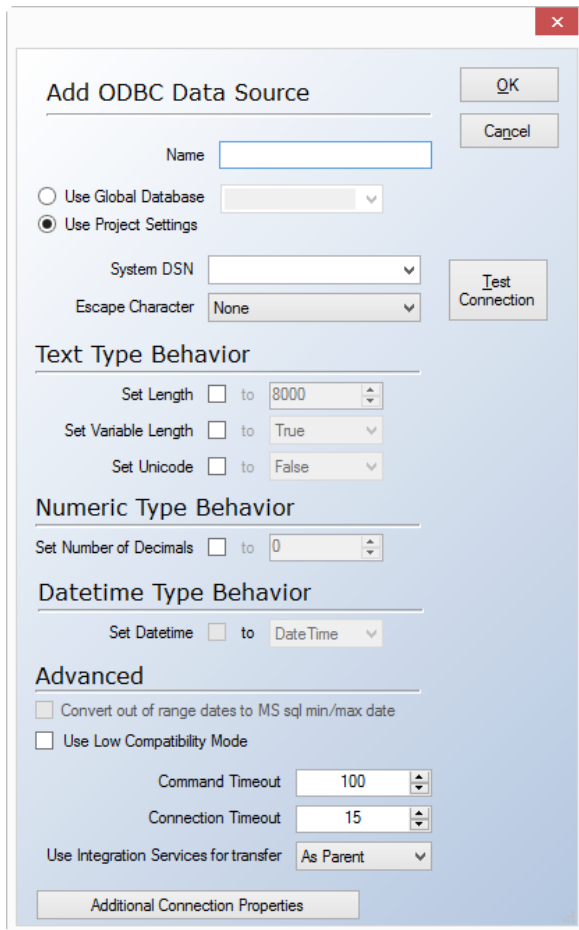 Add ODBC Data Source
OK
Cancel
Name
Use Global Database
Use Project Settings
System DSN
Test
Connection
Escape Character None
Text Type Behavior
Set Length to 8000
Set Variable Length to True
Set Unicode to False
Numeric Type Behavior
Set Number of Decimals to 0
Datetime Type Behavior
Set Datetime to DateTime
Advanced
Convert out of range dates to MS sql min/max date
Use Low Compatibility Mode
Command Timeout 100
Connection Timeout 15
Use Integration Services for transfer As Parent
Additional Connection Properties